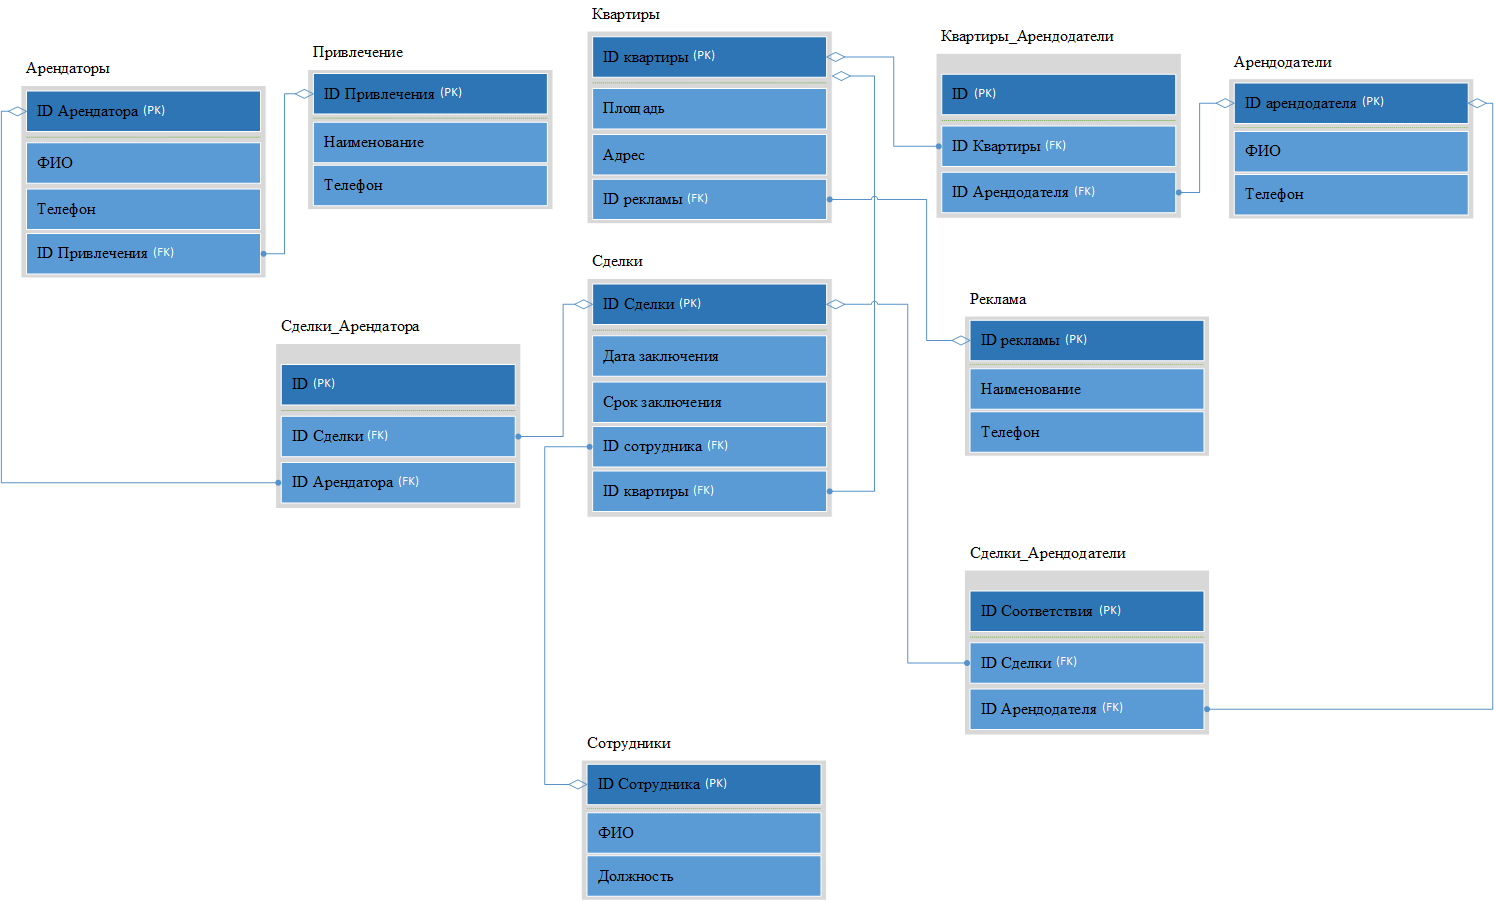 Арендаторы
ID Арендатора (PK)
ФИО
Телефон
ID Привлечения (FK)
Привлечение
ID Привлечения (PK)
Наименование
Телефон
Квартиры
ID квартиры (PK)
Площадь
Адрес
ID рекламы (FK)
Квартиры_Арендодатели
ID (PK)
ID Квартиры (FK)
ID Арендодателя (FK)
Арендодатели
ID арендодателя (PK)
ФИО
Телефон
Сделки_Арендатора
ID (PK)
ID Сделки (FK)
ID Арендатора (FK)
Сделки
ID Сделки (PK)
Дата заключения
Срок заключения
ID сотрудника (FK)
ID квартиры (FK)
Реклама
ID рекламы (PK)
Наименование
Телефон
Сделки_Арендодатели
ID Соответствия (PK)
ID Сделки (FK)
ID Арендодателя (FK)
Сотрудники
ID Сотрудника (PK)
ФИО
Должность